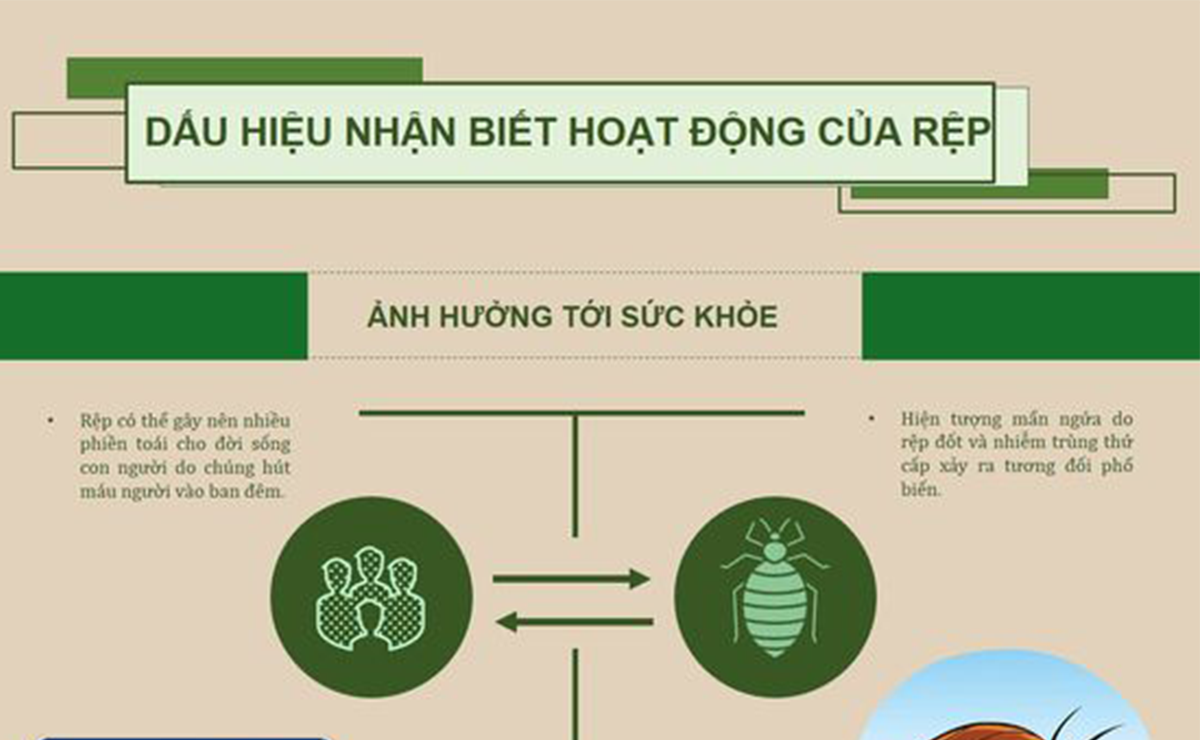 DẤU HIỆU NHẬN BIẾT HOẠT ĐỘNG CỦA RỆP
ẢNH HƯỞNG TỚI SỨC KHỎE
• Rệp có thể gây nên nhiều
phiền toái cho đời sống
con người do chúng hút
máu người vào ban đêm.
• Hiện tượng mẩn ngứa do
rệp đốt và nhiễm trùng thứ
cấp xảy ra tương đối phổ
biến.